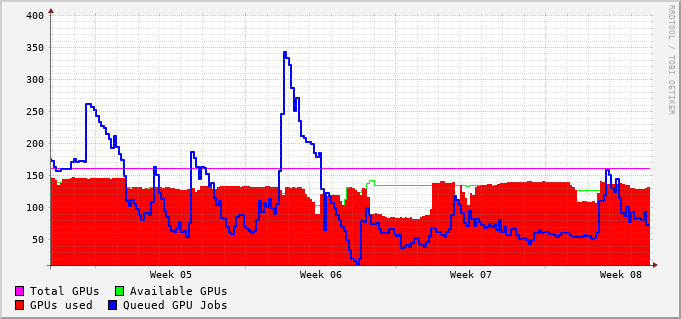 400
350
300
250
200
150
100
50
Week 05 Week 06 Week 07 Week 08
Total GPUs Available GPUs
GPUs used Queued GPU Jobs
RRDTOOL / TOBI OETIKER